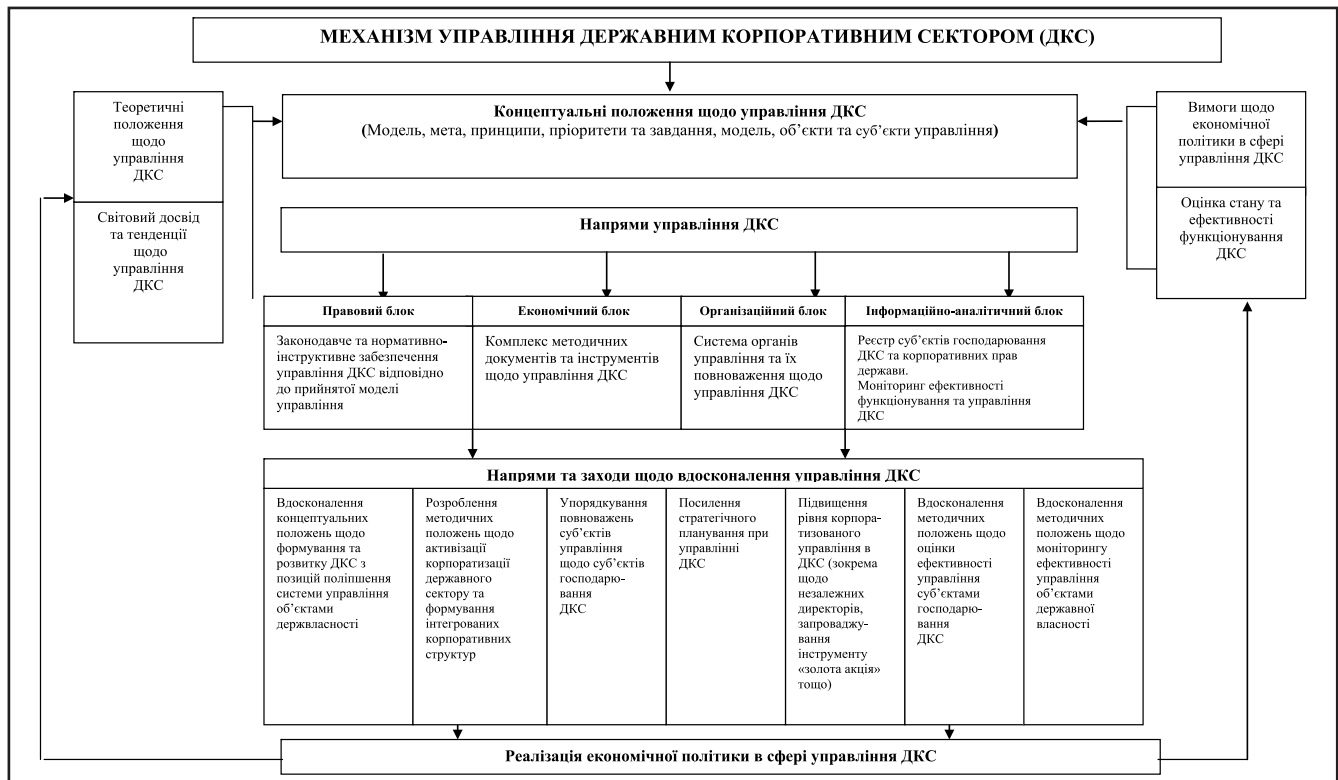 МЕХАНІЗМ УПРАВЛІННЯ ДЕРЖАВНИМ КОРПОРАТИВНИМ СЕКТОРОМ (ДКС)
Теоретичні
положення
щодо
управління
ДКС
Світовий досвід
та тенденції
щодо
управління
ДКС
Концептуальні положення щодо управління ДКС
(Модель, мета, принципи, пріоритети та завдання, модель, об’єкти та суб’єкти управління)
Вимоги щодо
економічної
політики в сфері
управління ДКС
Оцінка стану та
ефективності
функціонування
ДКС
Напрями управління ДКС
Правовий блок
Законодавче та нормативно-
інструктивне забезпечення
управління ДКС відповідно
до прийнятої моделі
управління
Економічний блок
Комплекс методичних
документів та інструментів
щодо управління ДКС
Організаційний блок
Система органів
управління та їх
повноваження щодо
управління ДКС
Інформаційно-аналітичний блок
Реєстр суб’єктів господарювання
ДКС та корпоративних прав
держави.
Моніторинг ефективності
функціонування та управління
ДКС
Напрями та заходи щодо вдосконалення управління ДКС
Вдосконалення
концептуальних
положень щодо
формування та
розвитку ДКС з
позицій поліпшення
системи управління
об’єктами
держвласності
Розроблення
методичних
положень щодо
активізації
корпоратизації
державного
сектору та
формування
інтегрованих
корпоративних
структур
Упорядкування
повноважень
суб’єктів
управління
щодо суб’єктів
господарю-
вання
ДКС
Посилення
стратегічного
планування при
управлінні
ДКС
Підвищення
рівня корпора-
тизованого
управління в
ДКС (зокрема
щодо
незалежних
директорів,
запроваджу-
вання
інструменту
«золота акція»
тощо)
Вдосконалення
методичних
положень щодо
оцінки
ефективності
управління
суб’єктами
господарю-
вання
ДКС
Вдосконалення
методичних
положень щодо
моніторингу
ефективності
управління
об’єктами
державної
власності
Реалізація економічної політики в сфері управління ДКС